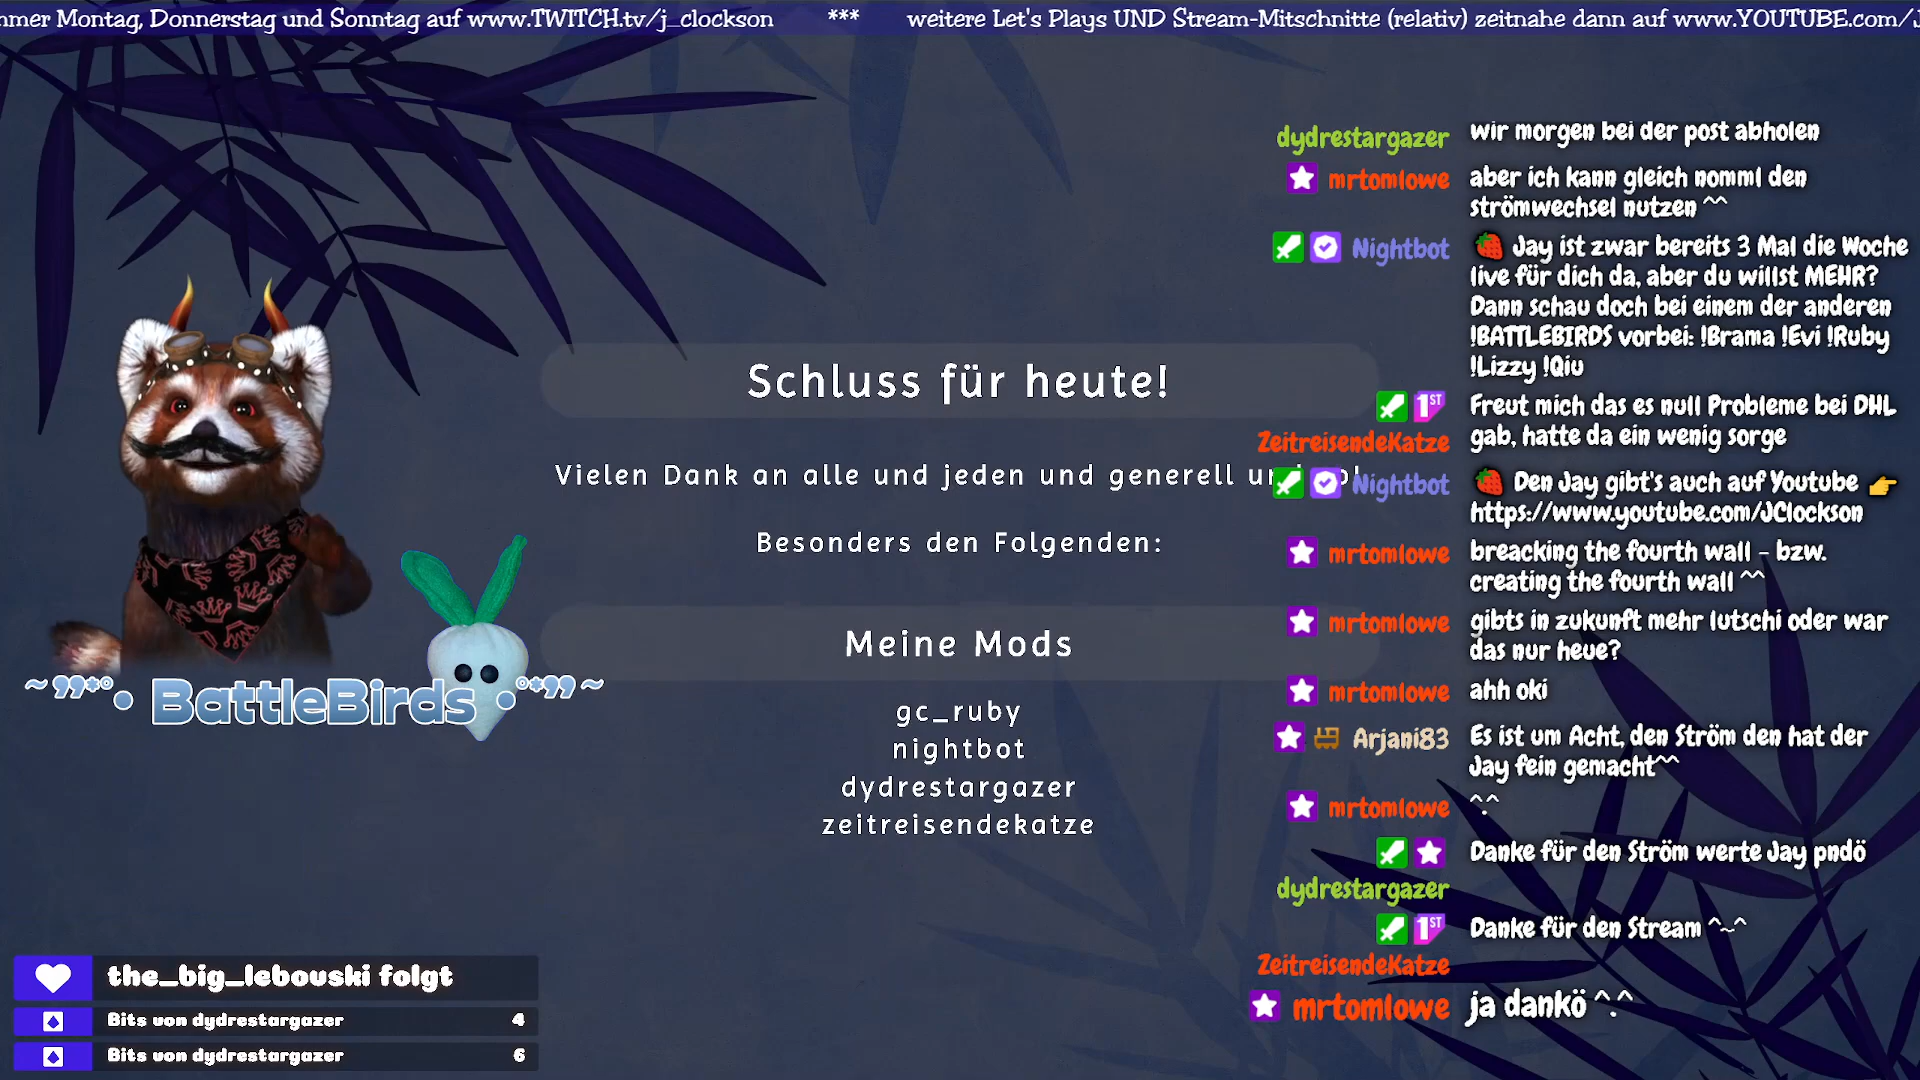 mer Montag, Donnerstag und Sonntag auf www.TWITCH.tv/j_clockson *** weitere Let's Plays UND Stream-Mitschnitte (relativ) zeitnahe dann auf www.YOUTUBE.com/J
Schluss für heute!
Vielen Dank an alle und jeden und generell
Besonders den Folgenden:
Meine Mods
gc_ruby
nightbot
dydrestargazer
zeitreisendekatze
~”*°• BattleBirds •°*”~
the_big_lebouski folgt
Bits von dydrestargazer 4
Bits von dydrestargazer 6
dydrestargazer wir morgen bei der post abholen
mrtomlowe aber ich kann gleich nomml den
strömwechsel nutzen ^^
Nightbot 🍓 Jay ist zwar bereits 3 Mal die Woche
live für dich da, aber du willst MEHR?
Dann schau doch bei einem der anderen
!BATTLEBIRDS vorbei: !Brama !Evi !Ruby
!Lizzy !Qiu
1ST Freut mich das es null Probleme bei DHL
ZeitreisendeKatze gab, hatte da ein wenig sorge
Nightbot 🍓 Den Jay gibt's auch auf Youtube 👉
https://www.youtube.com/JClockson
mrtomlowe breacking the fourth wall - bzw.
creating the fourth wall ^^
mrtomlowe gibts in zukunft mehr lutschi oder war
das nur heue?
mrtomlowe ahh oki
Arjani83 Es ist um Acht, den Ström den hat der
Jay fein gemacht^^
mrtomlowe ^.^
Danke für den Ström werte Jay pndö
dydrestargazer
1ST Danke für den Stream ^~^
ZeitreisendeKatze
mrtomlowe ja dankö ^.^